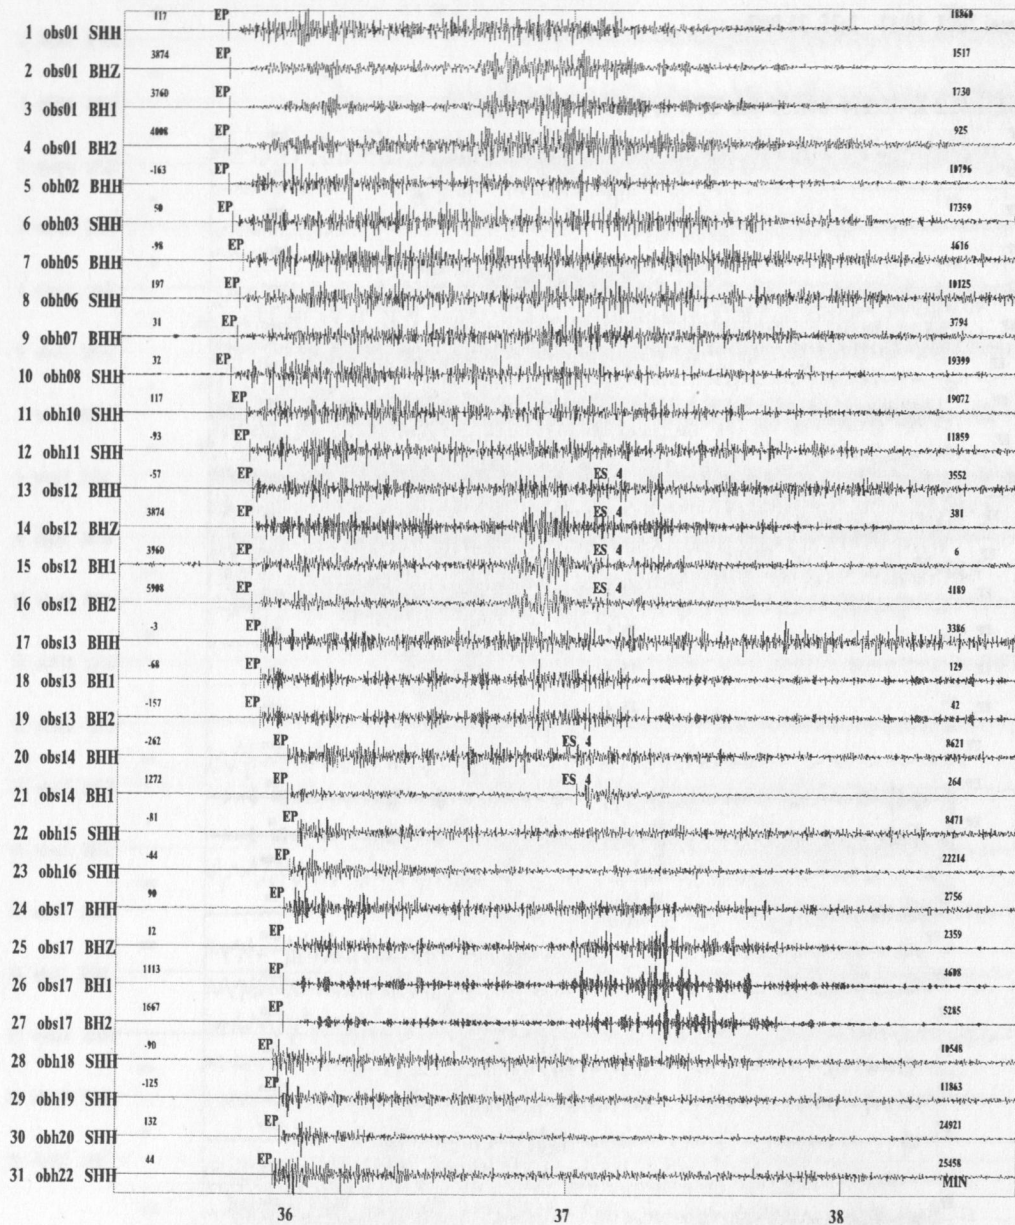 117 EP 18860
1 obs01 SHH
3874 EP 1517
2 obs01 BHZ
3760 EP 1730
3 obs01 BH1
4008 EP 925
4 obs01 BH2
-163 EP 10796
5 obh02 BHH
50 EP 17359
6 obh03 SHH
-98 EP 4616
7 obh05 BHH
197 EP 10125
8 obh06 SHH
31 EP 3794
9 obh07 BHH
32 EP 19399
10 obh08 SHH
117 EP 19072
11 obh10 SHH
-93 EP 11859
12 obh11 SHH
-57 EP ES 4 3552
13 obs12 BHH
3874 EP ES 4 381
14 obs12 BHZ
3960 EP ES 4 6
15 obs12 BH1
5908 EP ES 4 4189
16 obs12 BH2
-3 EP 3386
17 obs13 BHH
-68 EP 129
18 obs13 BH1
-157 EP 42
19 obs13 BH2
-262 EP ES 4 8621
20 obs14 BHH
1272 EP ES 4 264
21 obs14 BH1
-81 EP 8471
22 obh15 SHH
-44 EP 22214
23 obh16 SHH
90 EP 2756
24 obs17 BHH
12 EP 2359
25 obs17 BHZ
1113 EP 4608
26 obs17 BH1
1667 EP 5285
27 obs17 BH2
-90 EP 10548
28 obh18 SHH
-125 EP 11863
29 obh19 SHH
132 EP 24921
30 obh20 SHH
44 EP 25458
31 obh22 SHH MIN
36 37 38